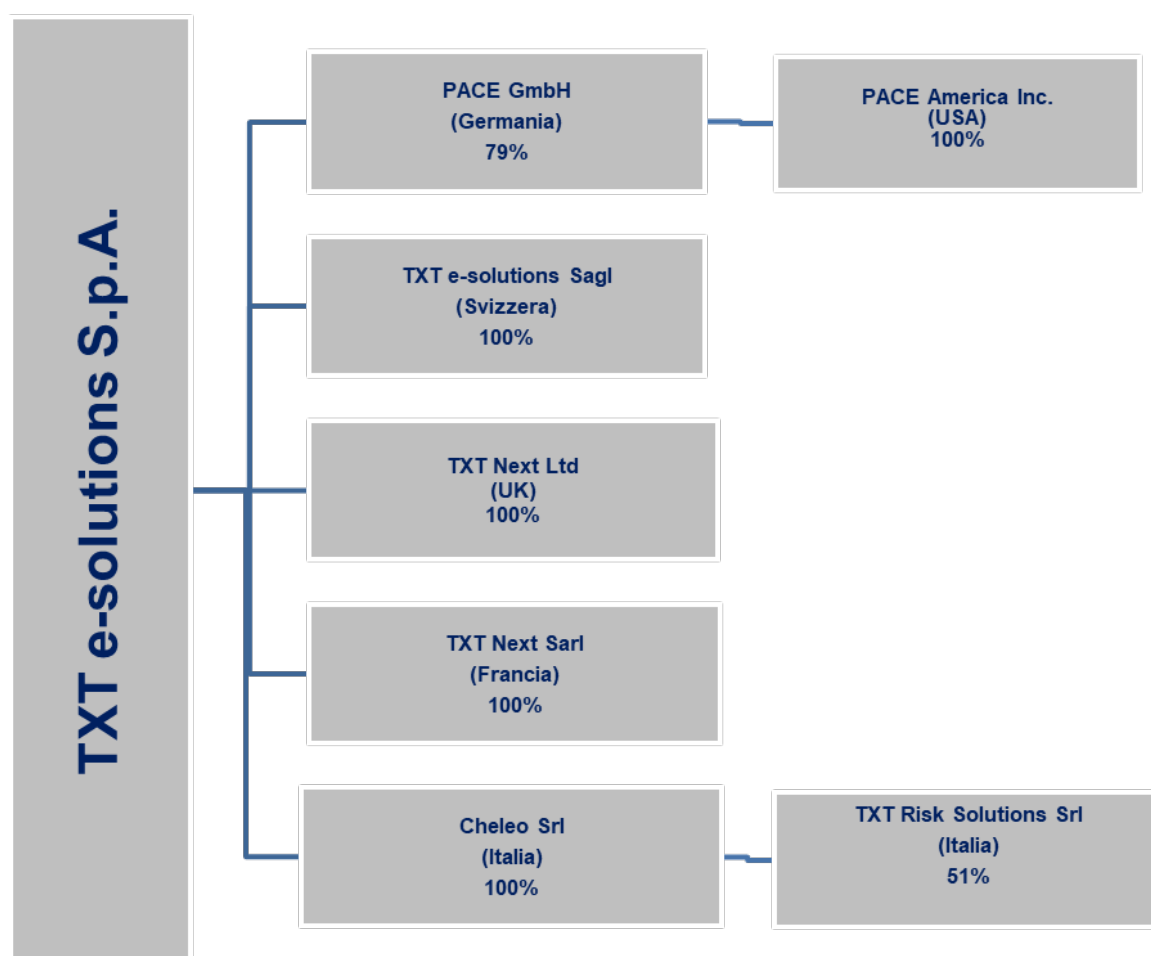 TXT e-solutions S.p.A.
PACE GmbH
(Germania)
79%
PACE America Inc.
(USA)
100%
TXT e-solutions Sagl
(Svizzera)
100%
TXT Next Ltd
(UK)
100%
TXT Next Sarl
(Francia)
100%
Cheleo Srl
(Italia)
100%
TXT Risk Solutions Srl
(Italia)
51%